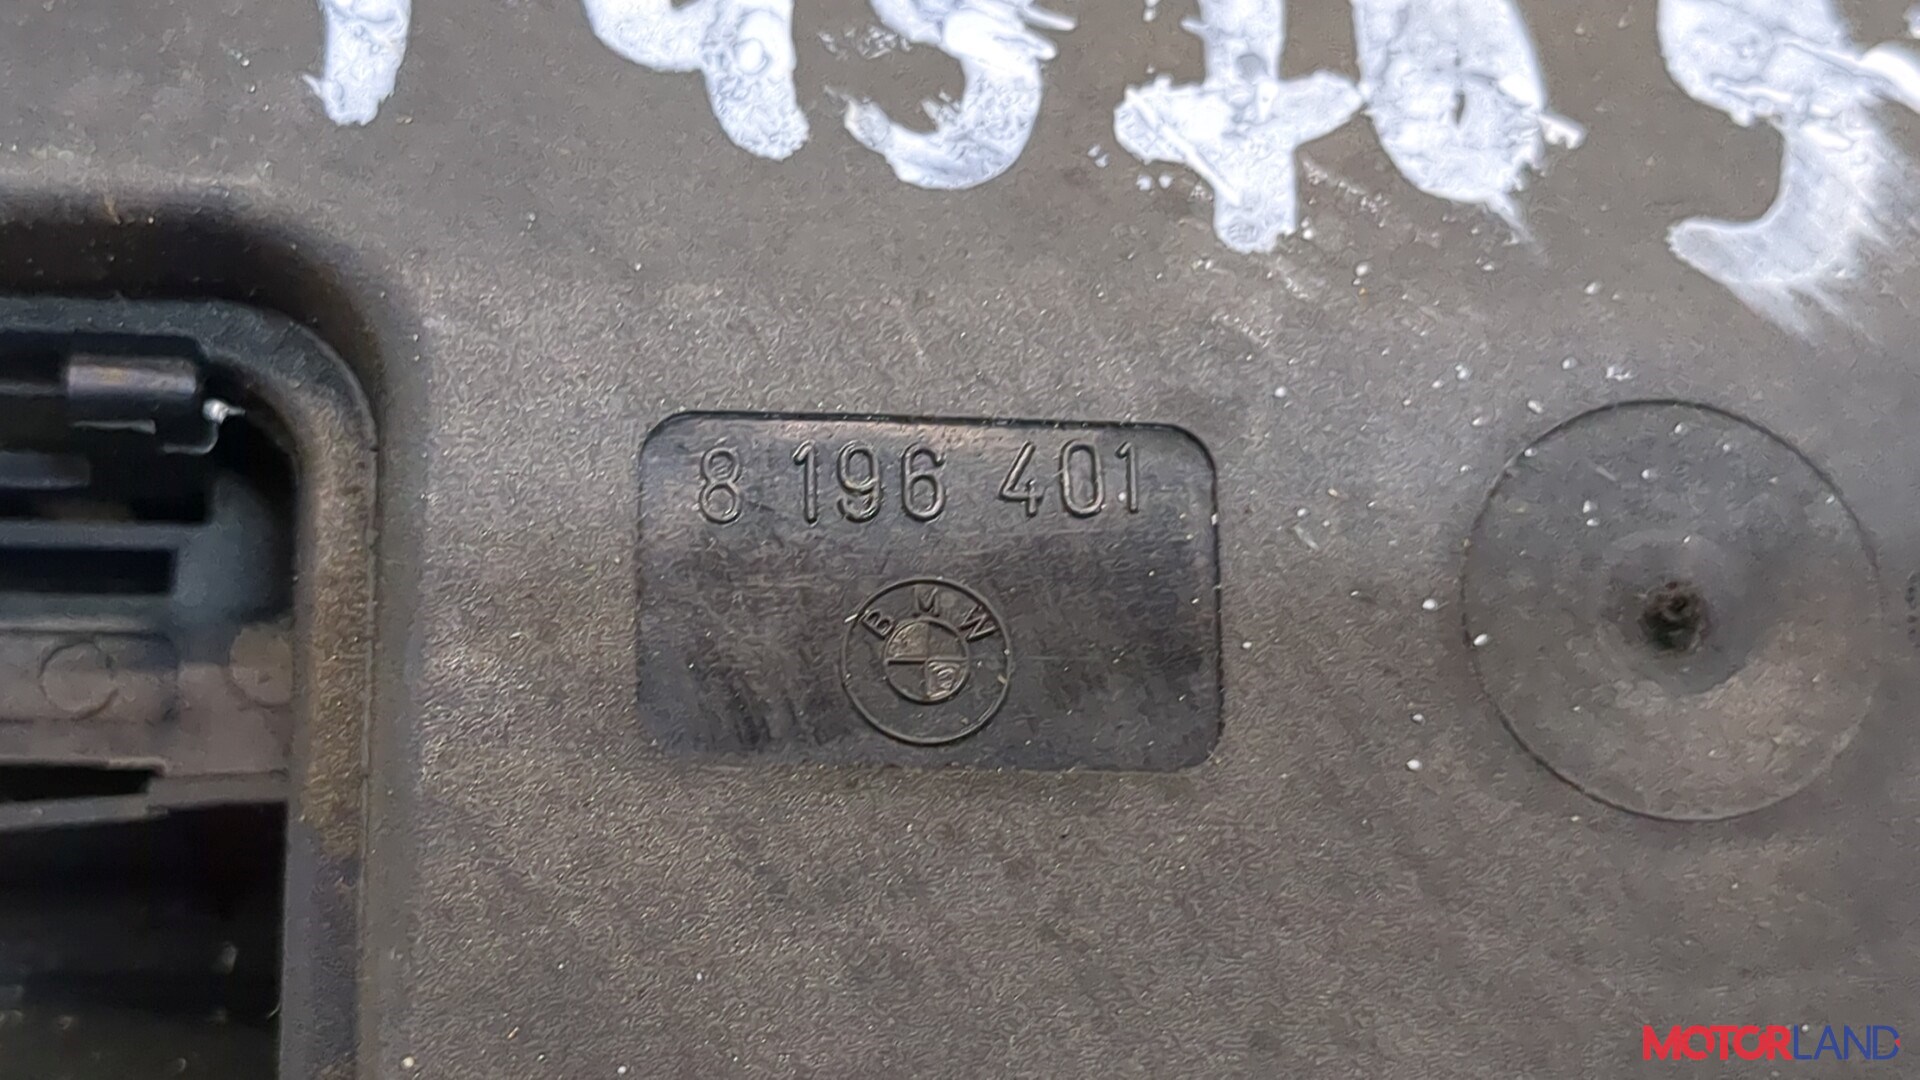 8 196 401
BMW
MOTORLAND